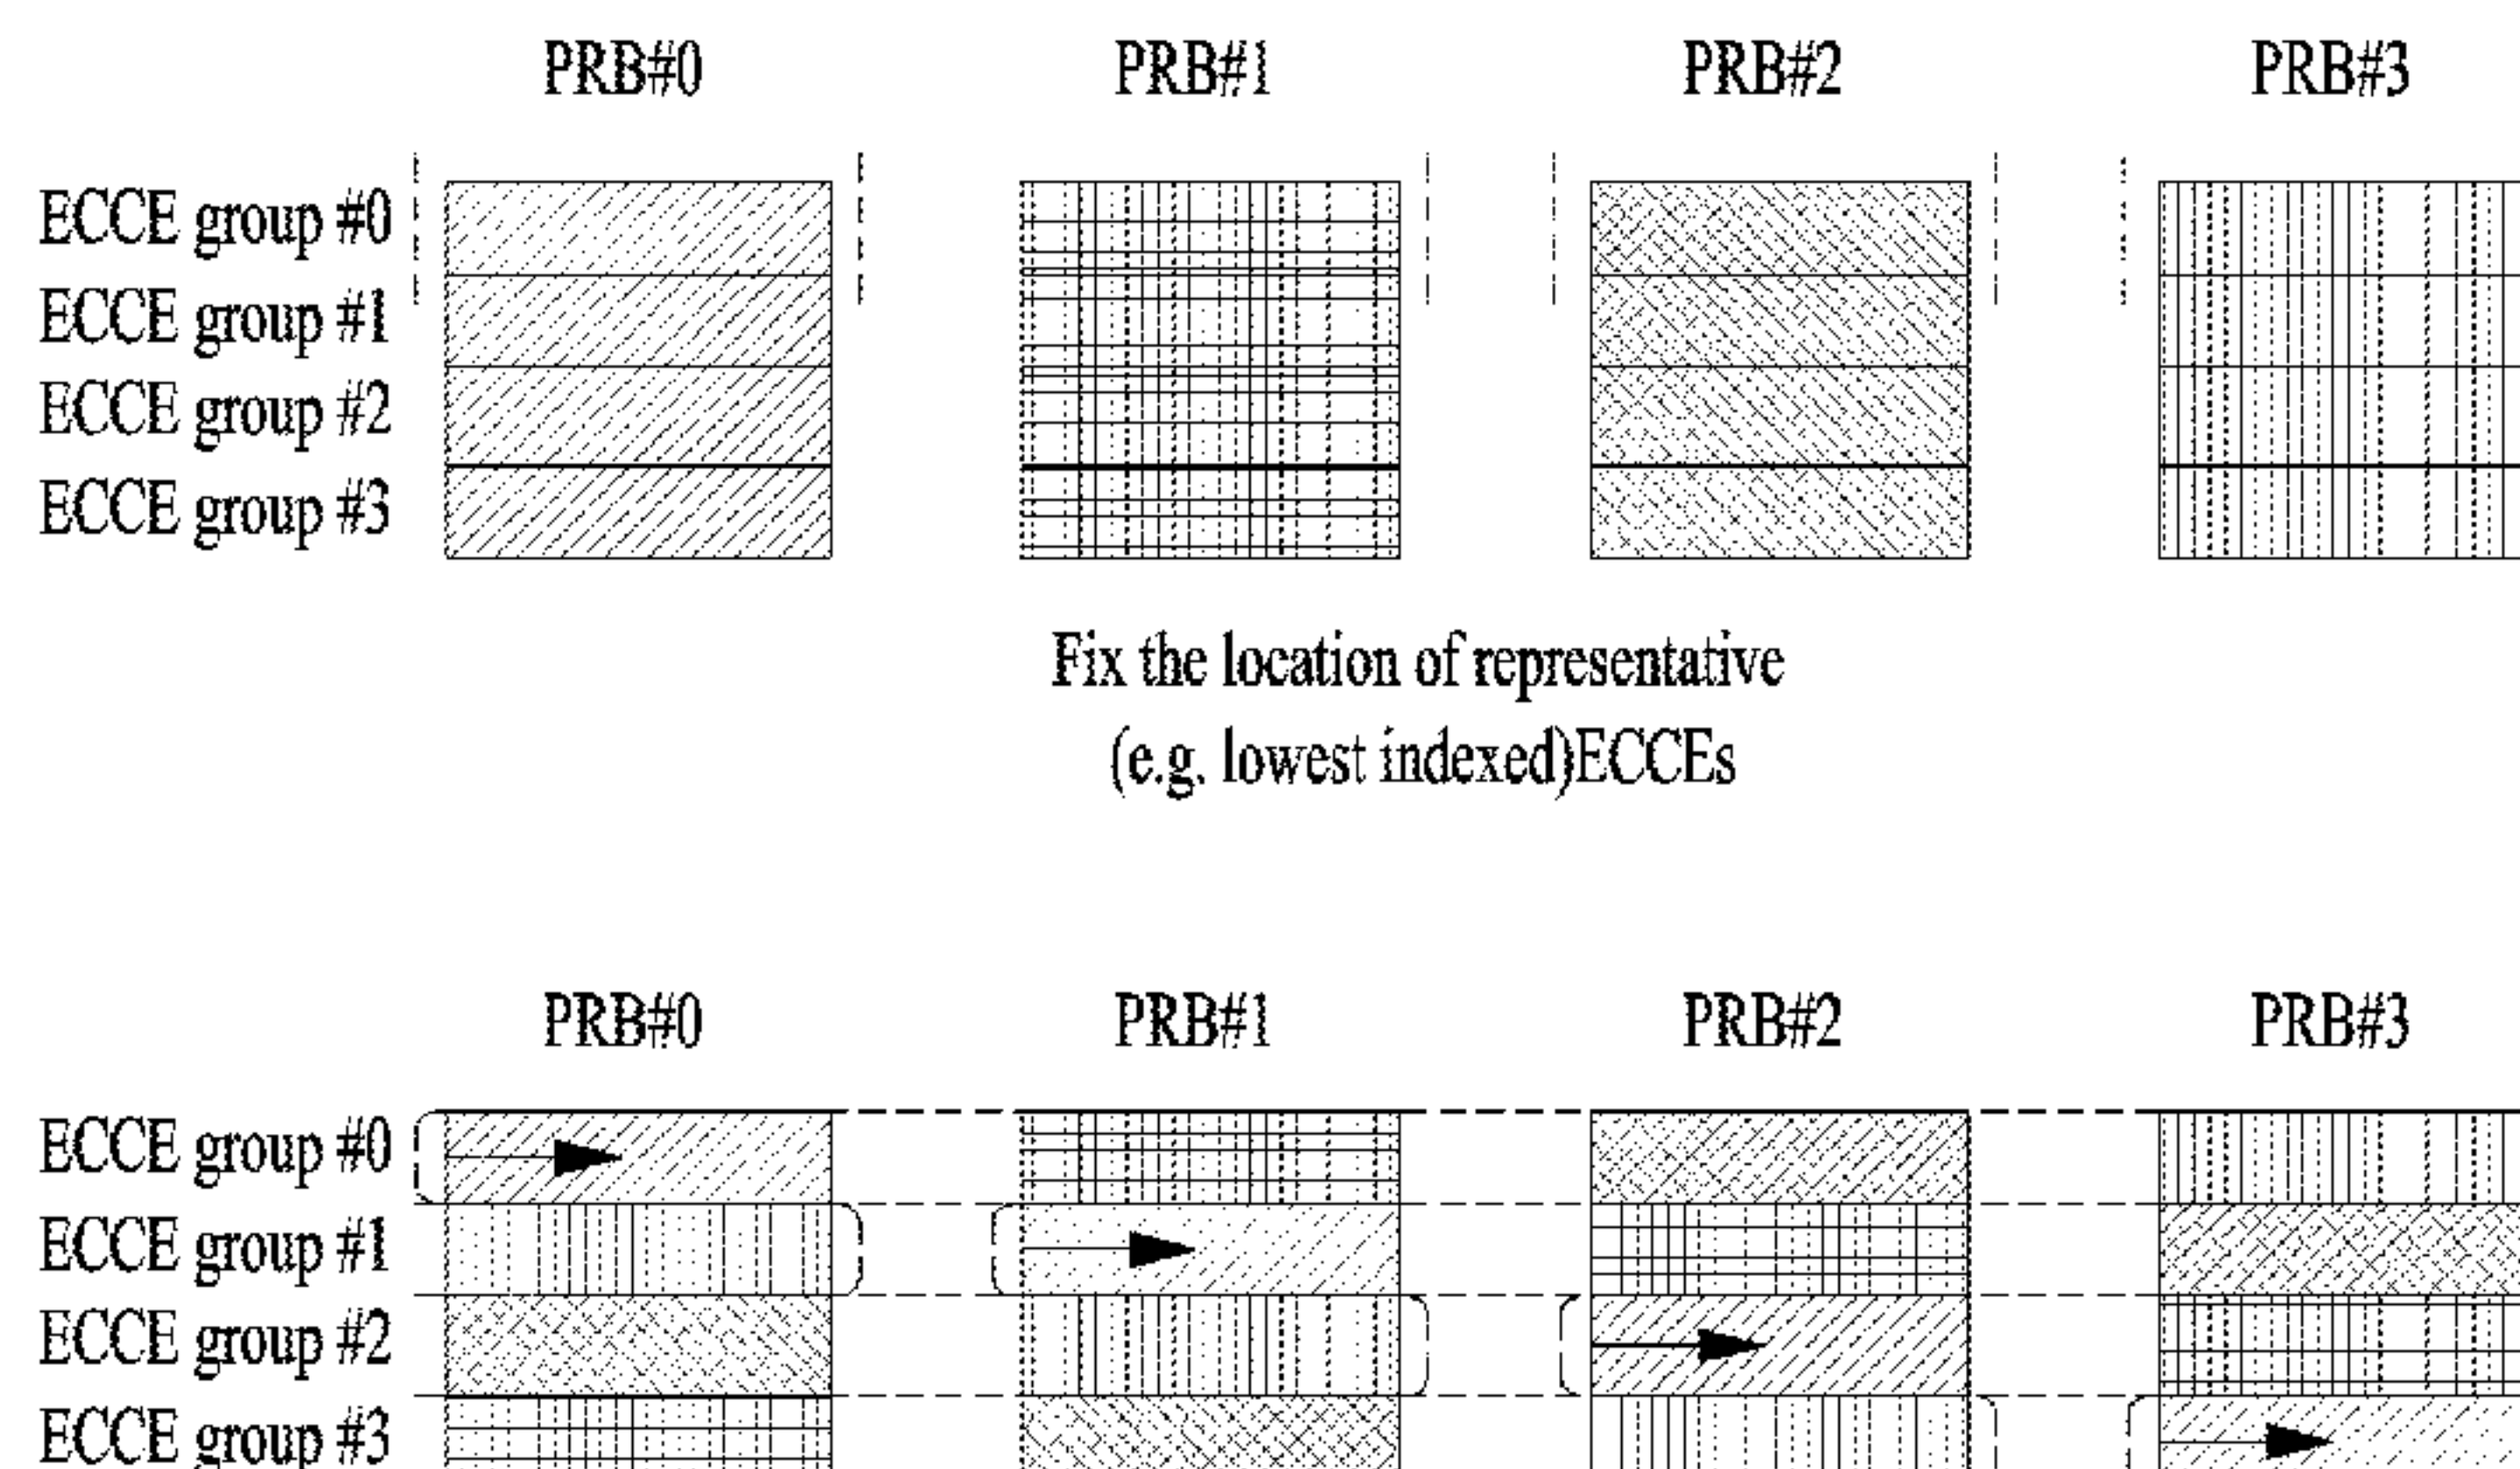 PRB#0 PRB#1 PRB#2 PRB#3
ECCE group #0
ECCE group #1
ECCE group #2
ECCE group #3
Fix the location of representative
(e.g. lowest indexed)ECCEs
PRB#0 PRB#1 PRB#2 PRB#3
ECCE group #0
ECCE group #1
ECCE group #2
ECCE group #3